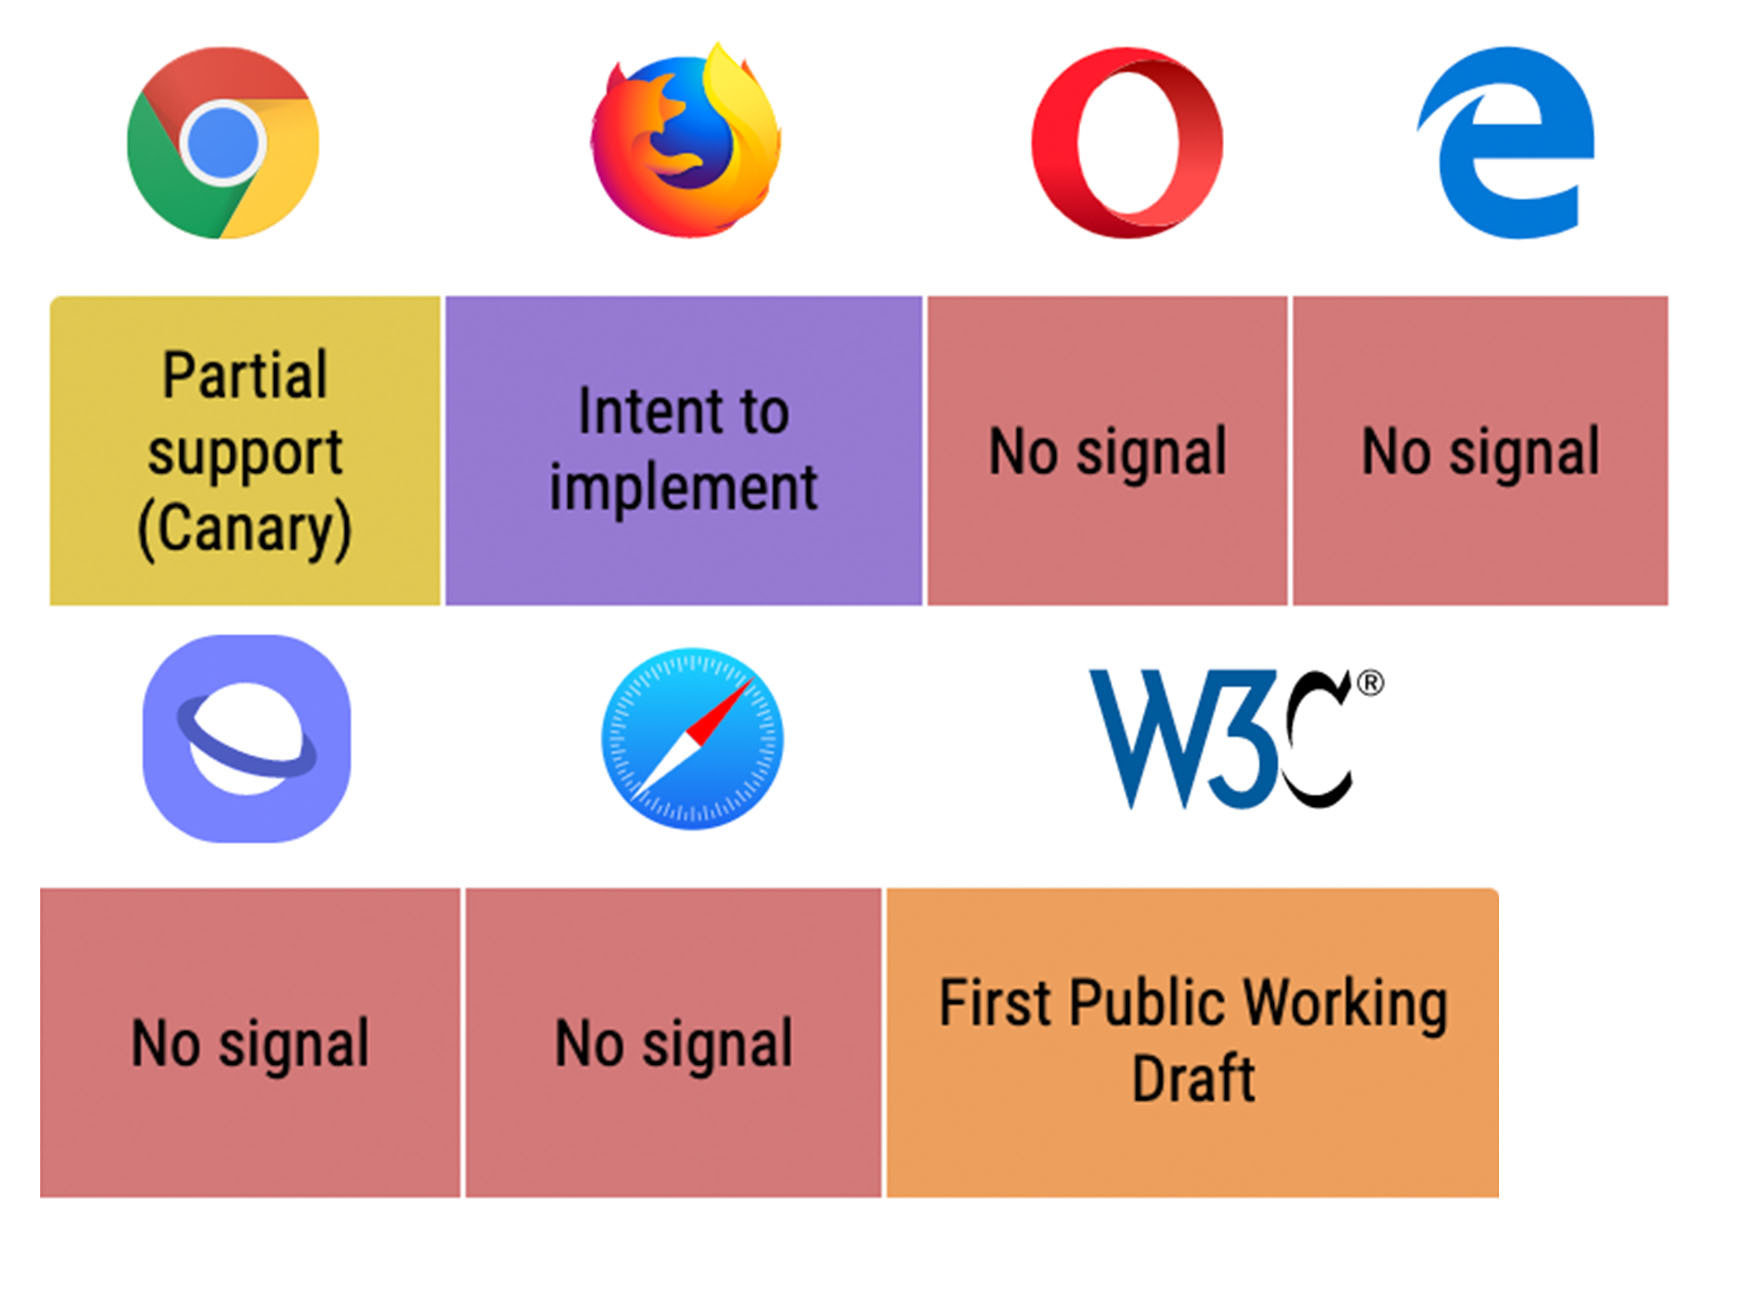 Partial
support
(Canary)
Intent to
implement
No signal
No signal
W3C®
No signal
No signal
First Public Working
Draft